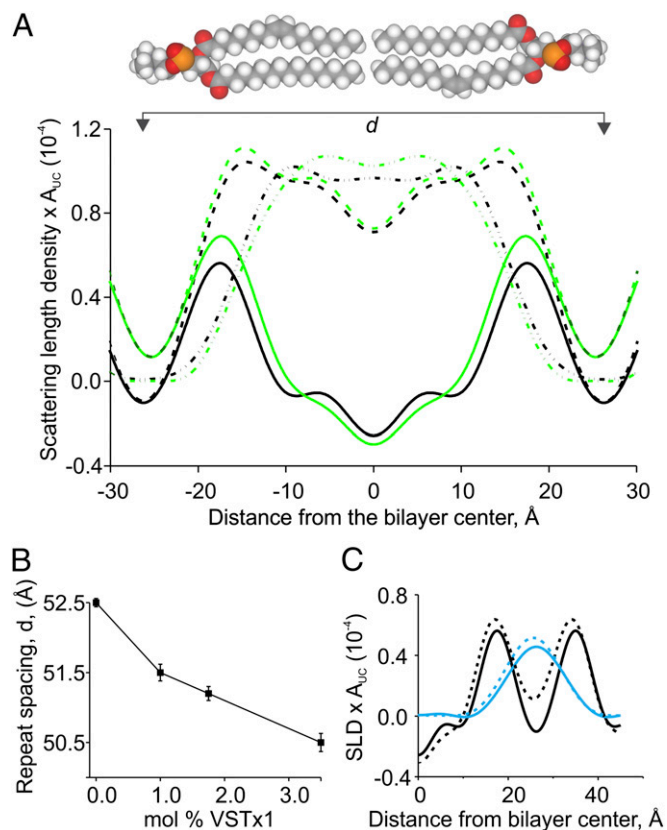 A
d
Scattering length density x A_UC (10⁻⁴)
1.2
0.8
0.4
0.0
-0.4
-30 -20 -10 0 10 20 30
Distance from the bilayer center, Å
B
Repeat spacing, d, (Å)
52.5
51.5
50.5
0.0 1.0 2.0 3.0
mol % VSTx1
C
SLD x A_UC (10⁻⁴)
0.8
0.4
0.0
-0.4
0 20 40
Distance from bilayer center, Å